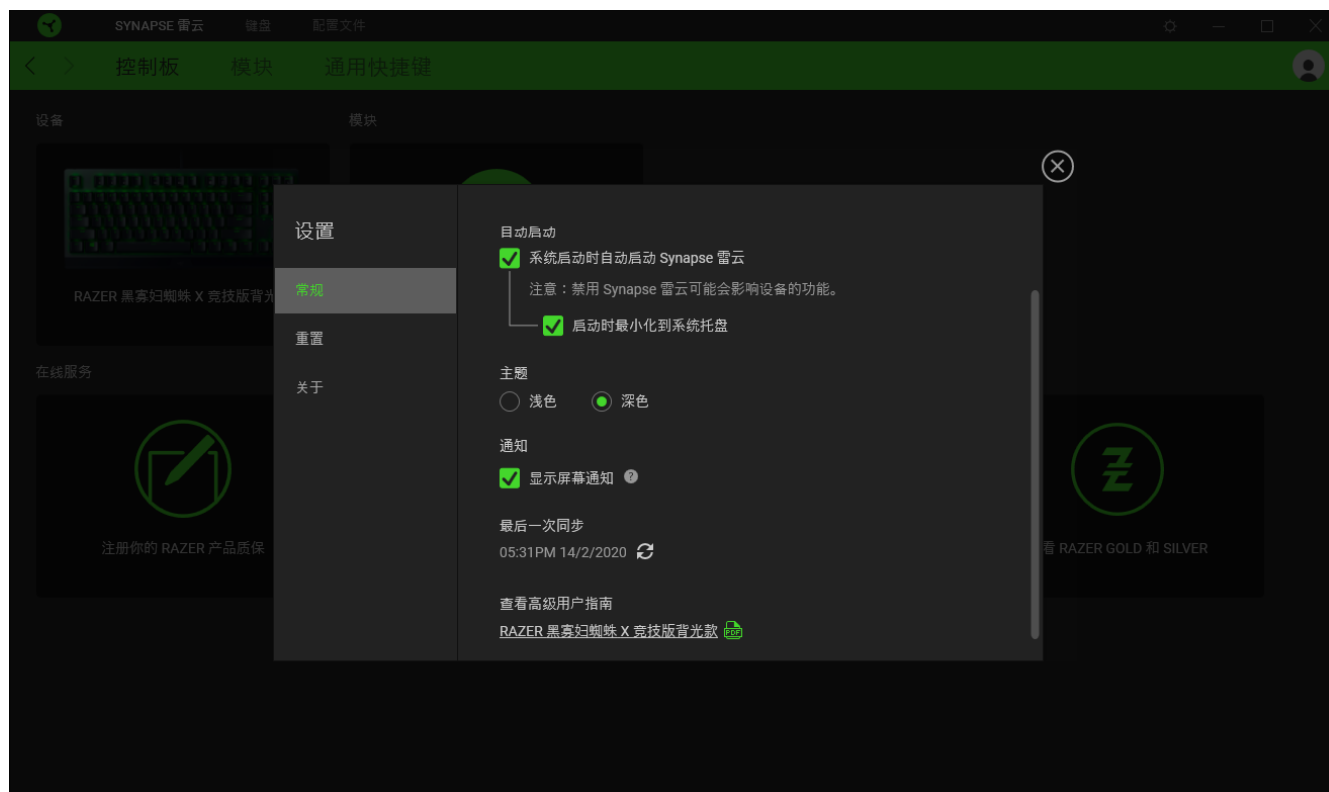 SYNAPSE 雷云 键盘 配置文件
控制板 模块 通用快捷键
设备 模块
RAZER 黑寡妇蜘蛛 X 竞技版背光
在线服务
注册你的 RAZER 产品质保
看 RAZER GOLD 和 SILVER
设置
常规
重置
关于
自动启动
系统启动时自动启动 Synapse 雷云
注意：禁用 Synapse 雷云可能会影响设备的功能。
启动时最小化到系统托盘
主题
浅色 深色
通知
显示屏幕通知 ?
最后一次同步
05:31PM 14/2/2020
查看高级用户指南
RAZER 黑寡妇蜘蛛 X 竞技版背光款 PDF